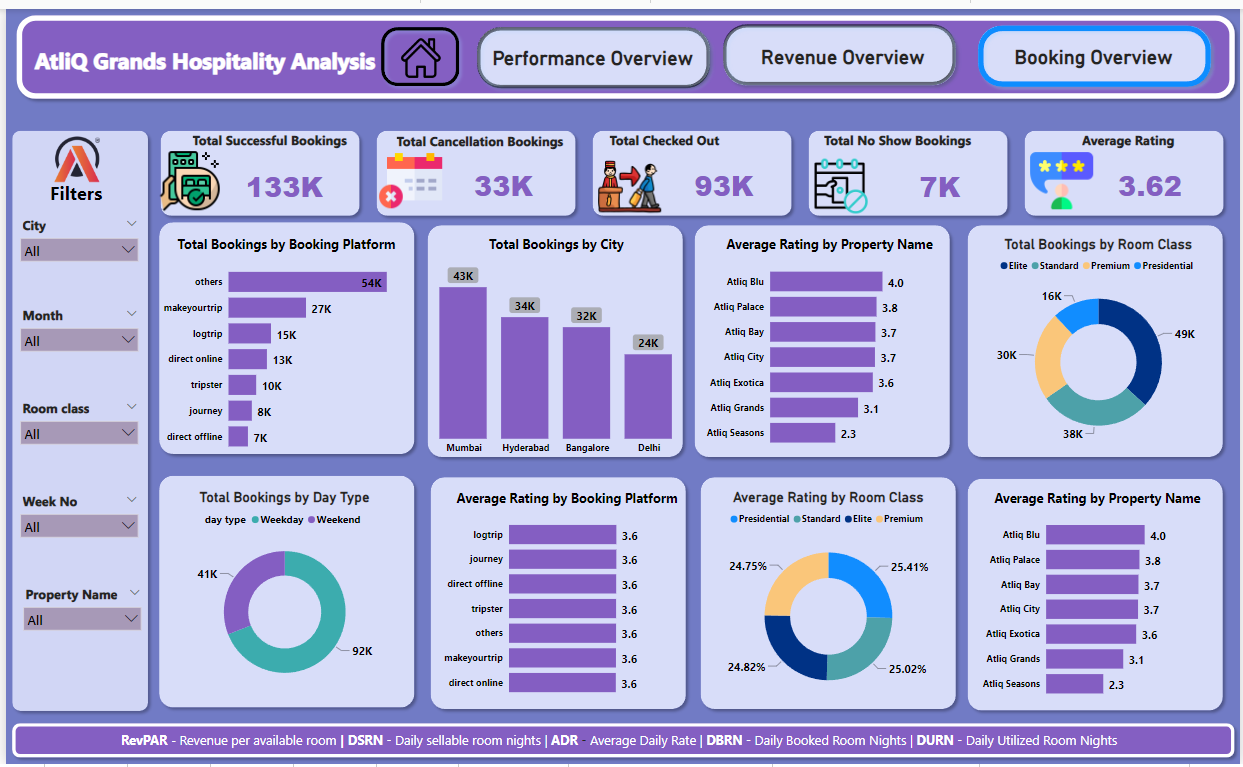 AtliQ Grands Hospitality Analysis
Performance Overview
Revenue Overview
Booking Overview
Filters
City
All
Month
All
Room class
All
Week No
All
Property Name
All
Total Successful Bookings
133K
Total Cancellation Bookings
33K
Total Checked Out
93K
Total No Show Bookings
7K
Average Rating
3.62
Total Bookings by Booking Platform
others 54K
makeyourtrip 27K
logtrip 15K
direct online 13K
tripster 10K
journey 8K
direct offline 7K
Total Bookings by City
43K 34K 32K 24K
Mumbai Hyderabad Bangalore Delhi
Average Rating by Property Name
Atliq Blu 4.0
Atliq Palace 3.8
Atliq Bay 3.7
Atliq City 3.7
Atliq Exotica 3.6
Atliq Grands 3.1
Atliq Seasons 2.3
Total Bookings by Room Class
Elite Standard Premium Presidential
16K
49K
30K
38K
Total Bookings by Day Type
day type Weekday Weekend
41K
92K
Average Rating by Booking Platform
logtrip 3.6
journey 3.6
direct offline 3.6
tripster 3.6
others 3.6
makeyourtrip 3.6
direct online 3.6
Average Rating by Room Class
Presidential Standard Elite Premium
24.75% 25.41%
24.82% 25.02%
Average Rating by Property Name
Atliq Blu 4.0
Atliq Palace 3.8
Atliq Bay 3.7
Atliq City 3.7
Atliq Exotica 3.6
Atliq Grands 3.1
Atliq Seasons 2.3
RevPAR - Revenue per available room | DSRN - Daily sellable room nights | ADR - Average Daily Rate | DBRN - Daily Booked Room Nights | DURN - Daily Utilized Room Nights